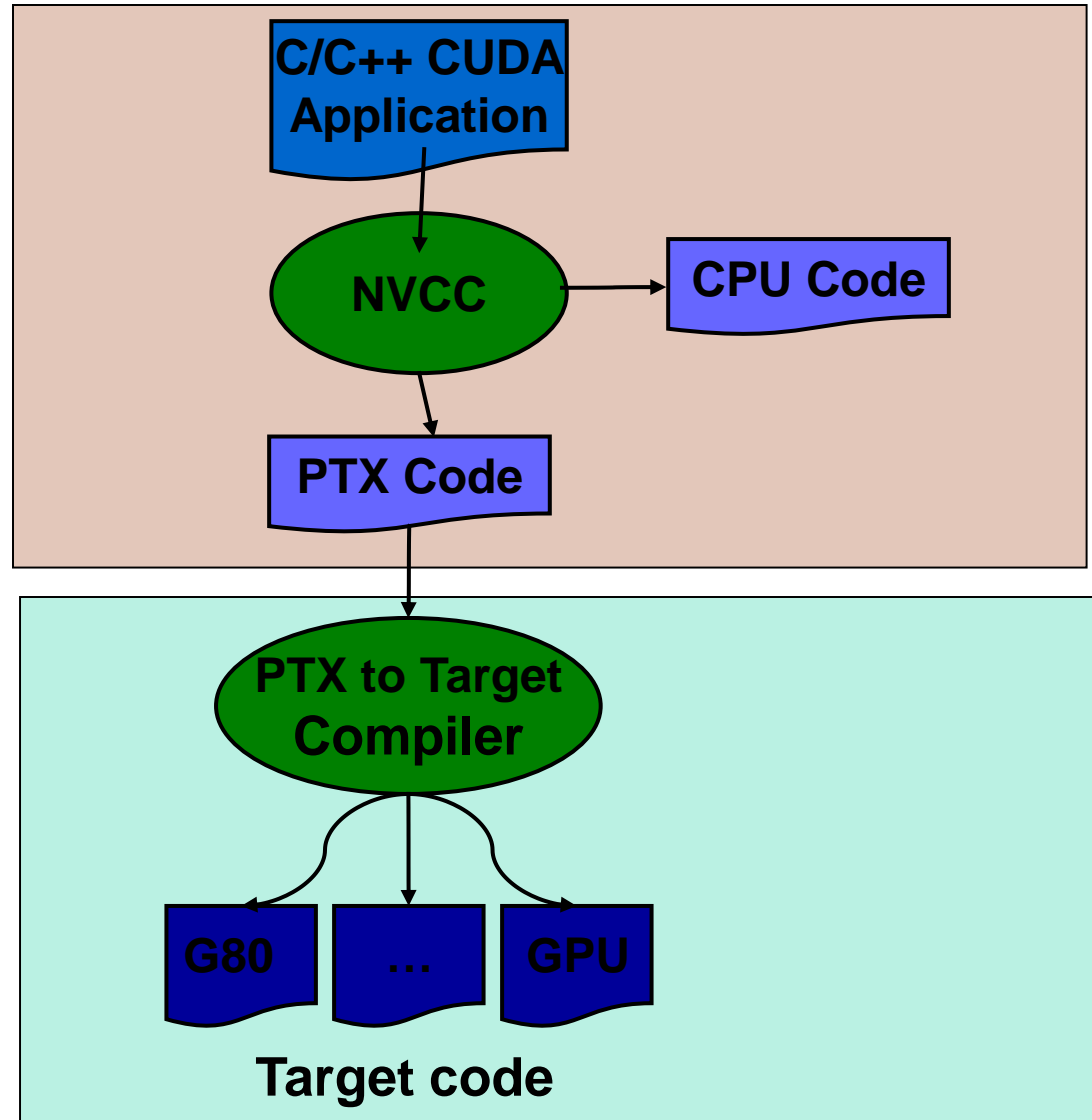 C/C++ CUDA
Application
NVCC
CPU Code
PTX Code
PTX to Target
Compiler
G80
…
GPU
Target code